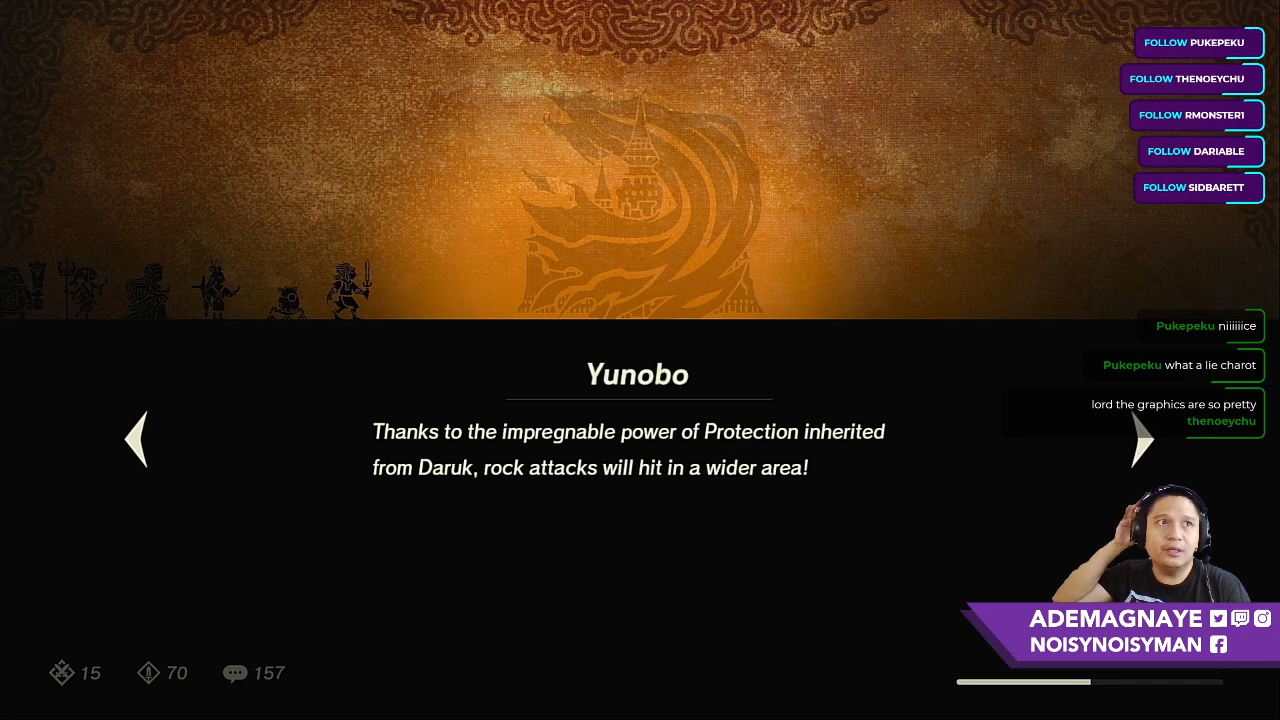 FOLLOW PUKEPEKU
FOLLOW THENOEYCHU
FOLLOW RMONSTER1
FOLLOW DARIABLE
FOLLOW SIDBARETT
Pukepeku niiiiiice
Pukepeku what a lie charot
lord the graphics are so pretty
thenoeychu
Yunobo
Thanks to the impregnable power of Protection inherited
from Daruk, rock attacks will hit in a wider area!
ADEMAGNAYE
NOISYNOISYMAN
15 70 157